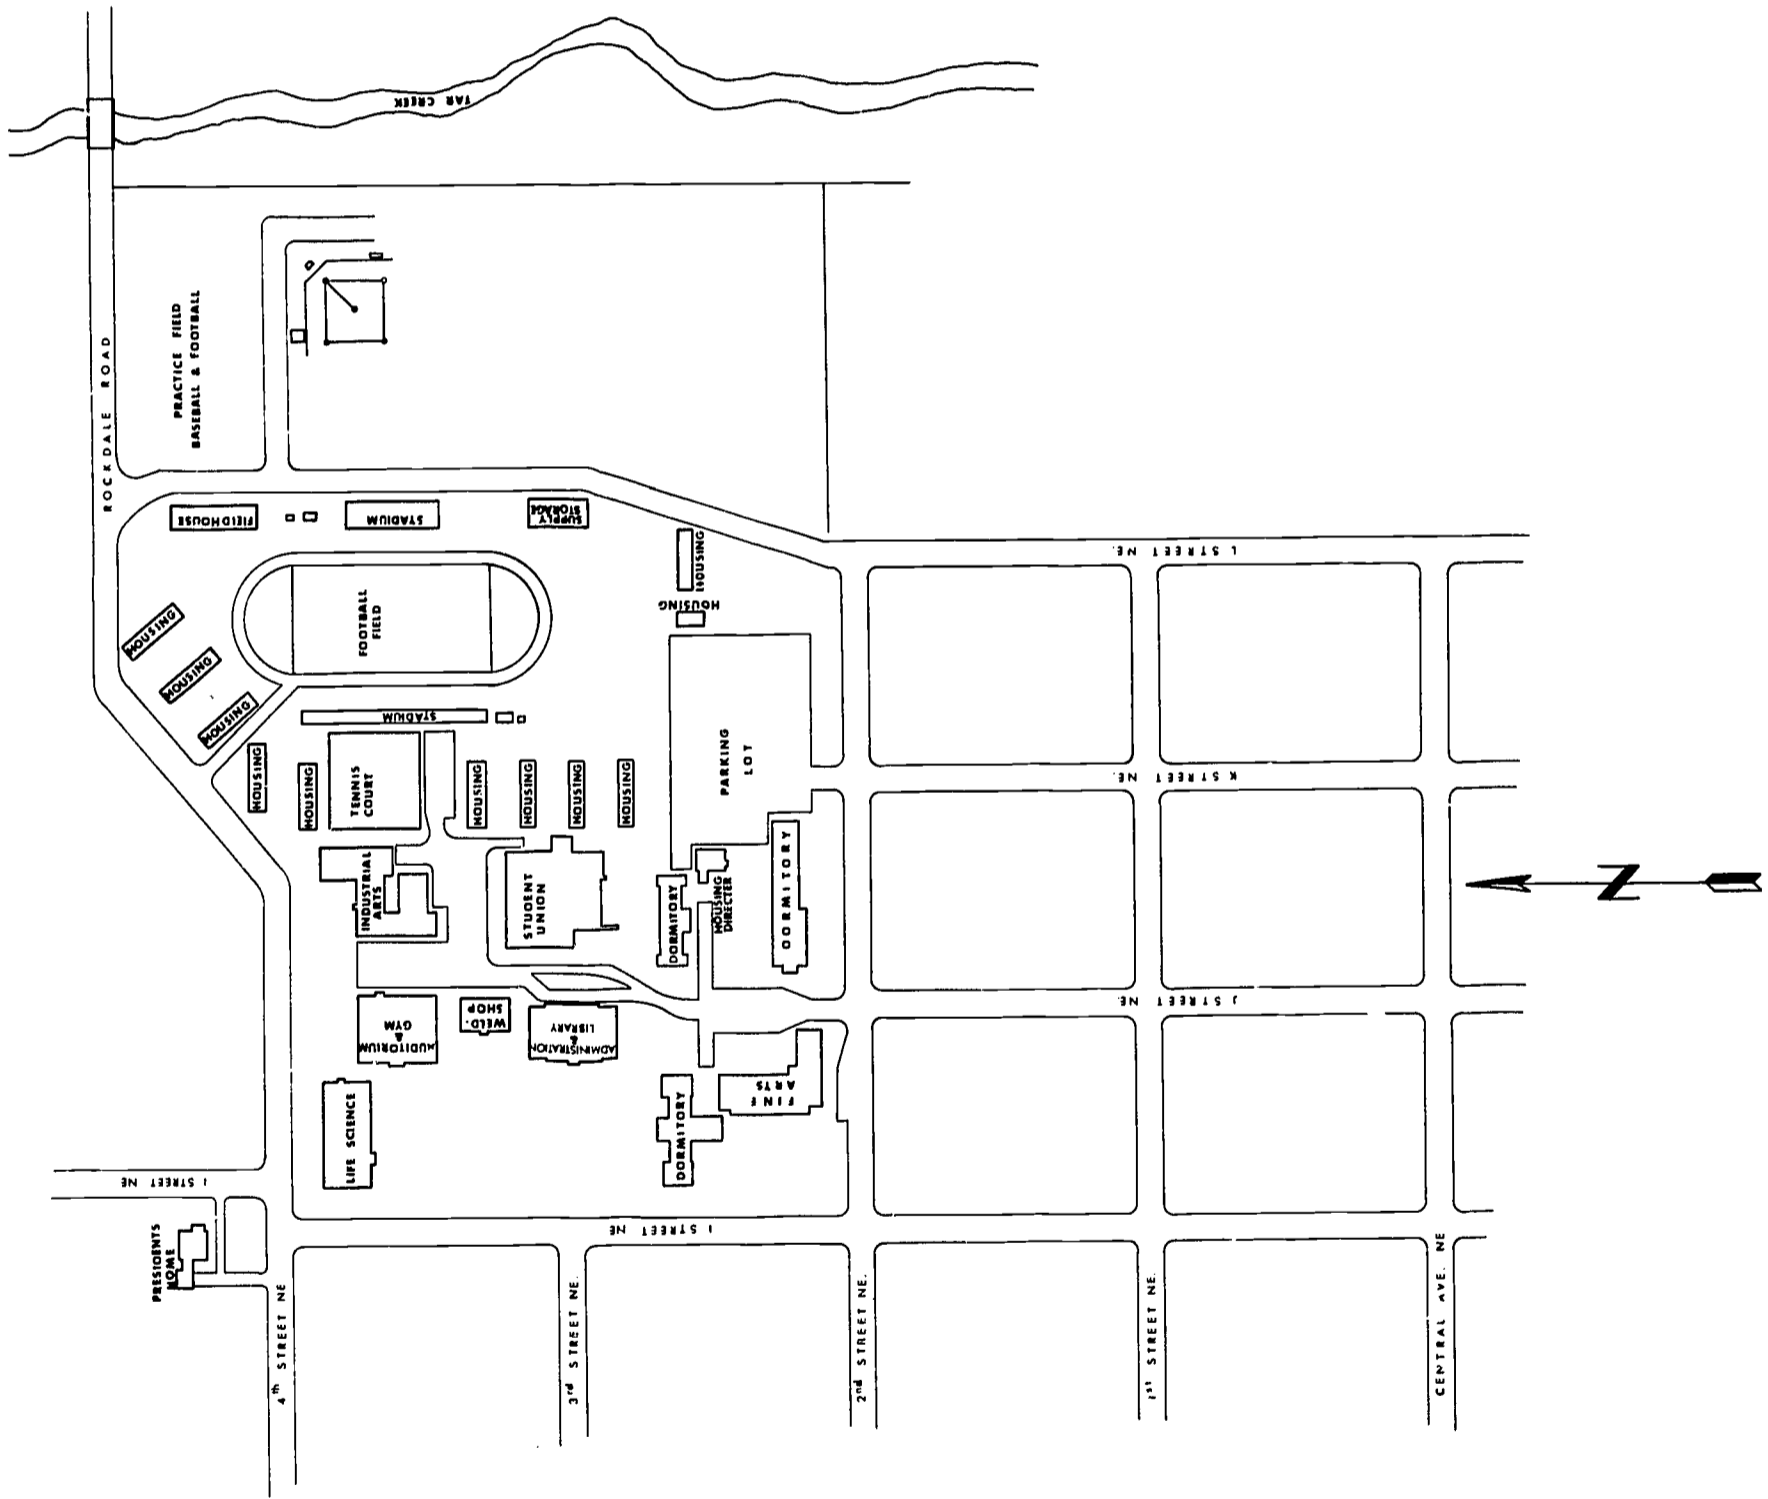 TAR CREEK
ROCKDALE ROAD
PRACTICE FIELD
BASEBALL & FOOTBALL
FIELDHOUSE
STADIUM
SUPPLY
STORAGE
HOUSING
HOUSING
L STREET NE.
FOOTBALL
FIELD
HOUSING
HOUSING
HOUSING
STADIUM
HOUSING
HOUSING
TENNIS
COURT
HOUSING
HOUSING
HOUSING
HOUSING
PARKING
LOT
K STREET NE.
INDUSTRIAL
ARTS
STUDENT
UNION
DORMITORY
HOUSING
DIRECTER
DORMITORY
N
AUDITORIUM
&
GYM
WELD.
SHOP
ADMINISTRATION
&
LIBRARY
J STREET NE.
LIFE SCIENCE
DORMITORY
FINE
ARTS
I STREET NE
I STREET NE
PRESIDENTS
HOME
4th STREET NE
3rd STREET NE.
2nd STREET NE.
1st STREET NE.
CENTRAL AVE. NE